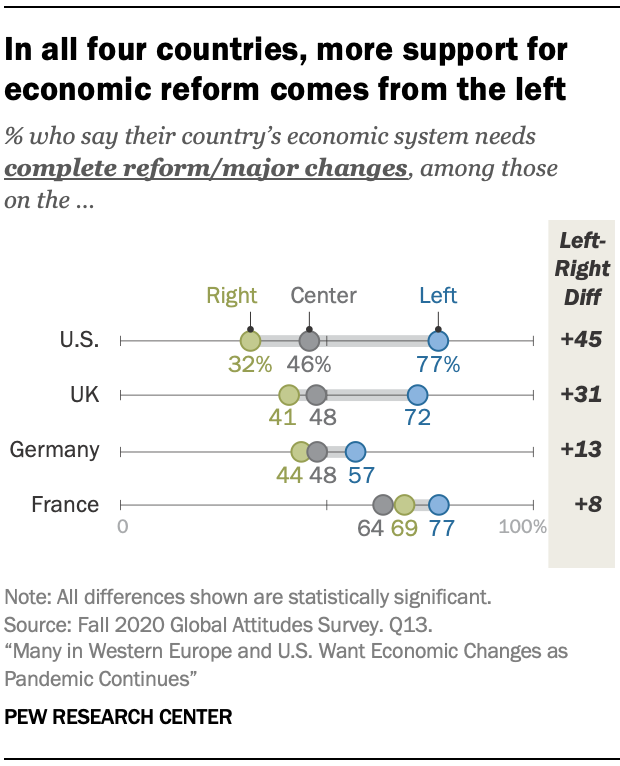 In all four countries, more support for
economic reform comes from the left
% who say their country's economic system needs
complete reform/major changes, among those
on the ...
Left-
Right
Diff
Right Center Left
U.S. +45
32% 46% 77%
UK +31
41 48 72
Germany +13
44 48 57
France +8
0 64 69 77 100%
Note: All differences shown are statistically significant.
Source: Fall 2020 Global Attitudes Survey. Q13.
“Many in Western Europe and U.S. Want Economic Changes as
Pandemic Continues”
PEW RESEARCH CENTER